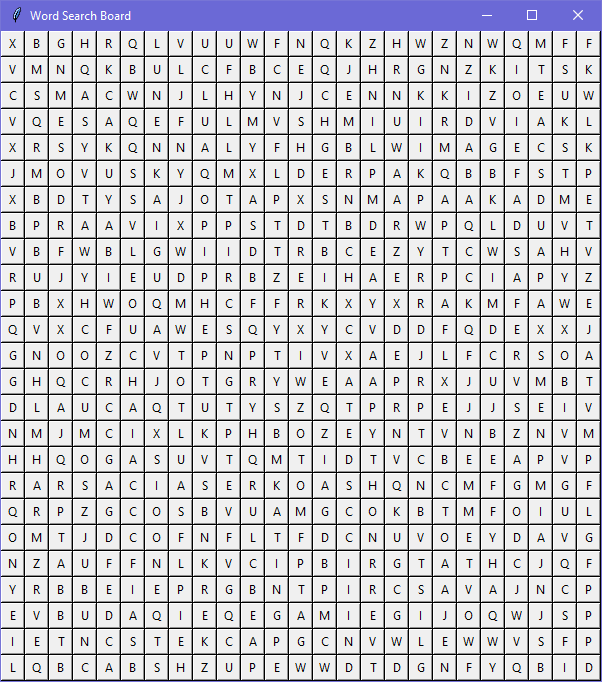 Word Search Board
X B G H R Q L V U U W F N Q K Z H W Z N W Q M F F
V M N Q K B U L C F B C E Q J H R G N Z K I T S K
C S M A C W N J L H Y N J C E N N K K I Z O E U W
V Q E S A Q E F U L M V S H M I U I R D V I A K L
X R S Y K Q N N A L Y F H G B L W I M A G E C S K
J M O V U S K Y Q M X L D E R P A K Q B B F S T P
X B D T Y S A J O T A P X S N M A P A A K A D M E
B P R A A V I X P P S T D T B D R W P Q L D U V T
V B F W B L G W I I D T R B C E Z Y T C W S A H V
R U J Y I E U D P R B Z E I H A E R P C I A P Y Z
P B X H W O Q M H C F F R K X Y X R A K M F A W E
Q V X C F U A W E S Q Y X Y C V D D F Q D E X X J
G N O O Z C V T P N P T I V X A E J L F C R S O A
G H Q C R H J O T G R Y W E A A P R X J U V M B T
D L A U C A Q T U T Y S Z Q T P R P E J J S E I V
N M J M C I X L K P H B O Z E Y N T V N B Z N V M
H H Q O G A S U V T Q M T I D T V C B E E A P V P
R A R S A C I A S E R K O A S H Q N C M F G M G F
Q R P Z G C O S B V U A M G C O K B T M F O I U L
O M T J D C O F N F L T F D C N U V O E Y D A V G
N Z A U F F N L K V C I P B I R G T A T H C J Q F
Y R B B E I E P R G B N T P I R C S A V A J N C P
E V B U D A Q I E Q E G A M I E G I J O Q W J S P
I E T N C S T E K C A P G C N V W L E W W V S F P
L Q B C A B S H Z U P E W W D T D G N F Y Q B I D